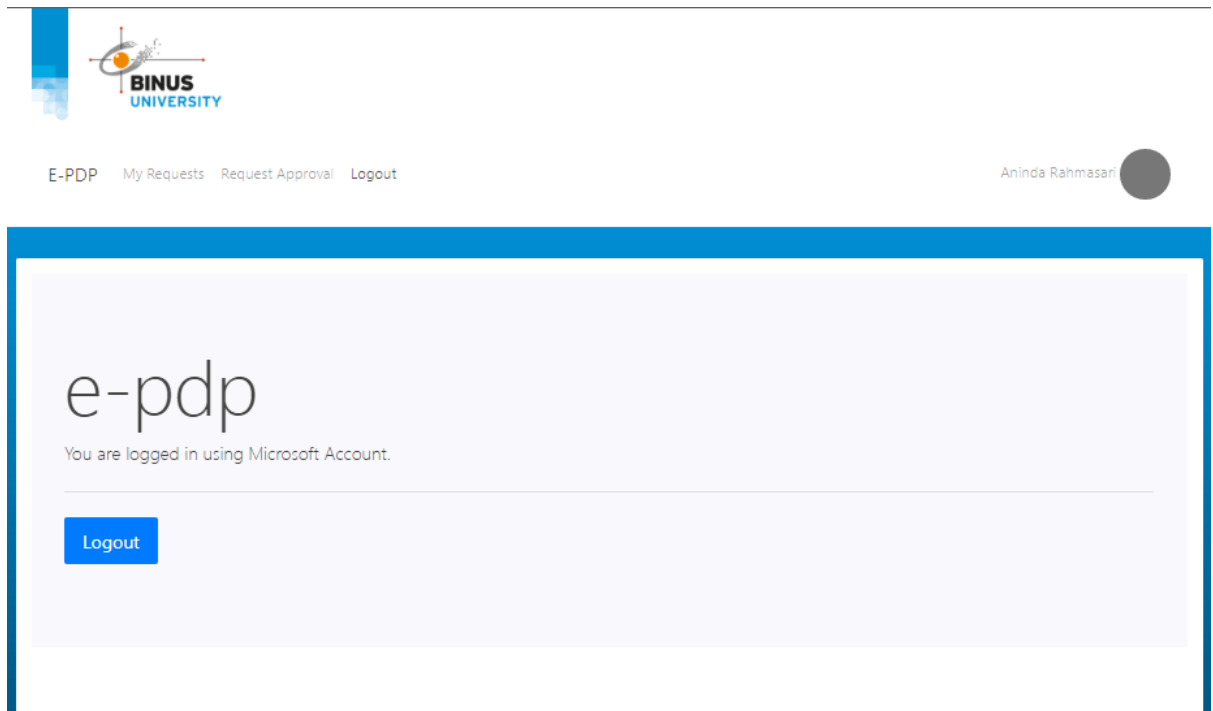 BINUS
UNIVERSITY
E-PDP My Requests Request Approval Logout Aninda Rahmasari
e-pdp
You are logged in using Microsoft Account.
Logout